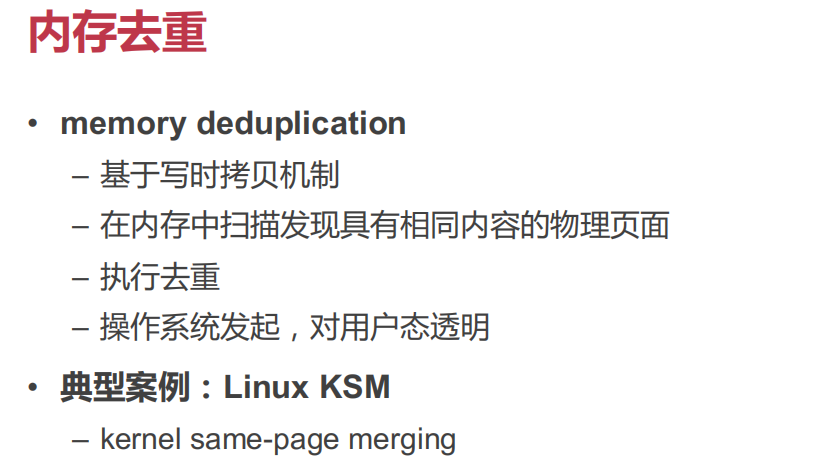 内存去重
• memory deduplication
– 基于写时拷贝机制
– 在内存中扫描发现具有相同内容的物理页面
– 执行去重
– 操作系统发起，对用户态透明
• 典型案例：Linux KSM
– kernel same-page merging